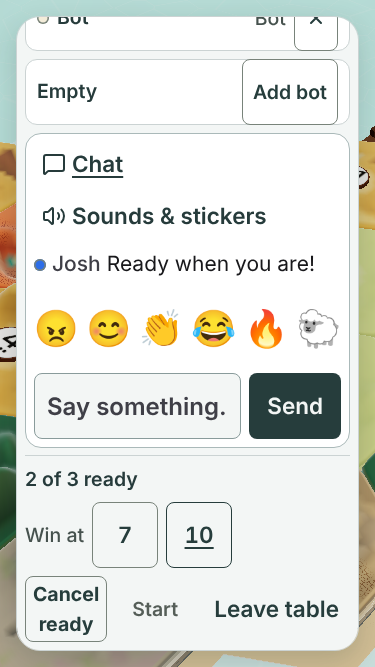 Bot Bot ×
Empty Add bot
Chat
Sounds & stickers
Josh Ready when you are!
Say something.
Send
2 of 3 ready
Win at 7 10
Cancel ready
Start
Leave table